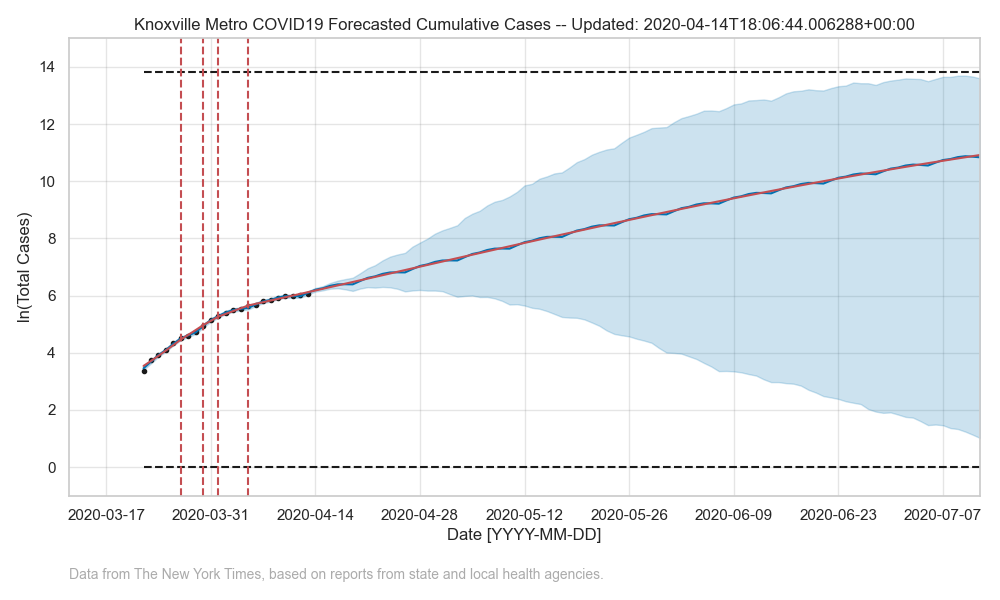 Knoxville Metro COVID19 Forecasted Cumulative Cases -- Updated: 2020-04-14T18:06:44.006288+00:00
ln(Total Cases)
14
12
10
8
6
4
2
0
2020-03-17 2020-03-31 2020-04-14 2020-04-28 2020-05-12 2020-05-26 2020-06-09 2020-06-23 2020-07-07
Date [YYYY-MM-DD]
Data from The New York Times, based on reports from state and local health agencies.